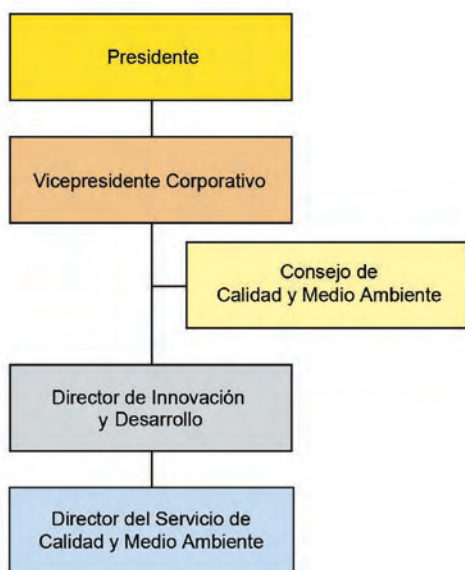 Presidente
Vicepresidente Corporativo
Consejo de
Calidad y Medio Ambiente
Director de Innovación
y Desarrollo
Director del Servicio de
Calidad y Medio Ambiente